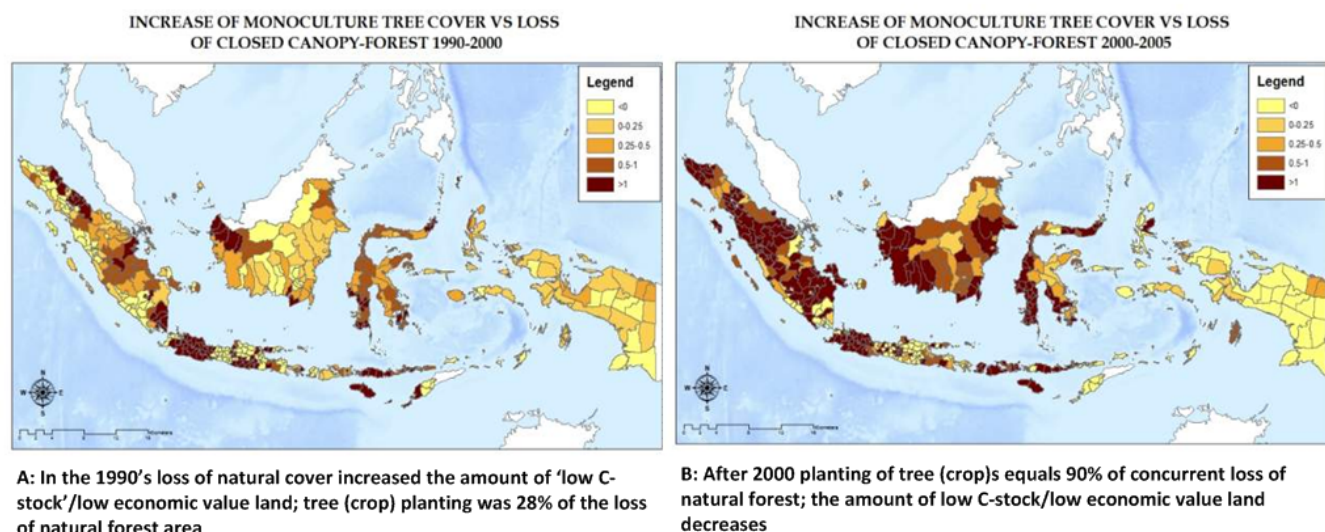 INCREASE OF MONOCULTURE TREE COVER VS LOSS
OF CLOSED CANOPY-FOREST 1990-2000
Legend
<0
0-0.25
0.25-0.5
0.5-1
>1
N
W E
S
A: In the 1990's loss of natural cover increased the amount of 'low C-
stock'/low economic value land; tree (crop) planting was 28% of the loss
of natural forest area
INCREASE OF MONOCULTURE TREE COVER VS LOSS
OF CLOSED CANOPY-FOREST 2000-2005
Legend
<0
0-0.25
0.25-0.5
0.5-1
>1
N
W E
S
B: After 2000 planting of tree (crop)s equals 90% of concurrent loss of
natural forest; the amount of low C-stock/low economic value land
decreases